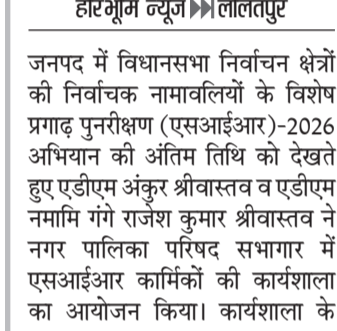 हरिभूमि न्यूज ▶▶ ललितपुर
जनपद में विधानसभा निर्वाचन क्षेत्रों
की निर्वाचक नामावलियों के विशेष
प्रगाढ़ पुनरीक्षण (एसआईआर)-2026
अभियान की अंतिम तिथि को देखते
हुए एडीएम अंकुर श्रीवास्तव व एडीएम
नमामि गंगे राजेश कुमार श्रीवास्तव ने
नगर पालिका परिषद सभागार में
एसआईआर कार्मिकों की कार्यशाला
का आयोजन किया। कार्यशाला के